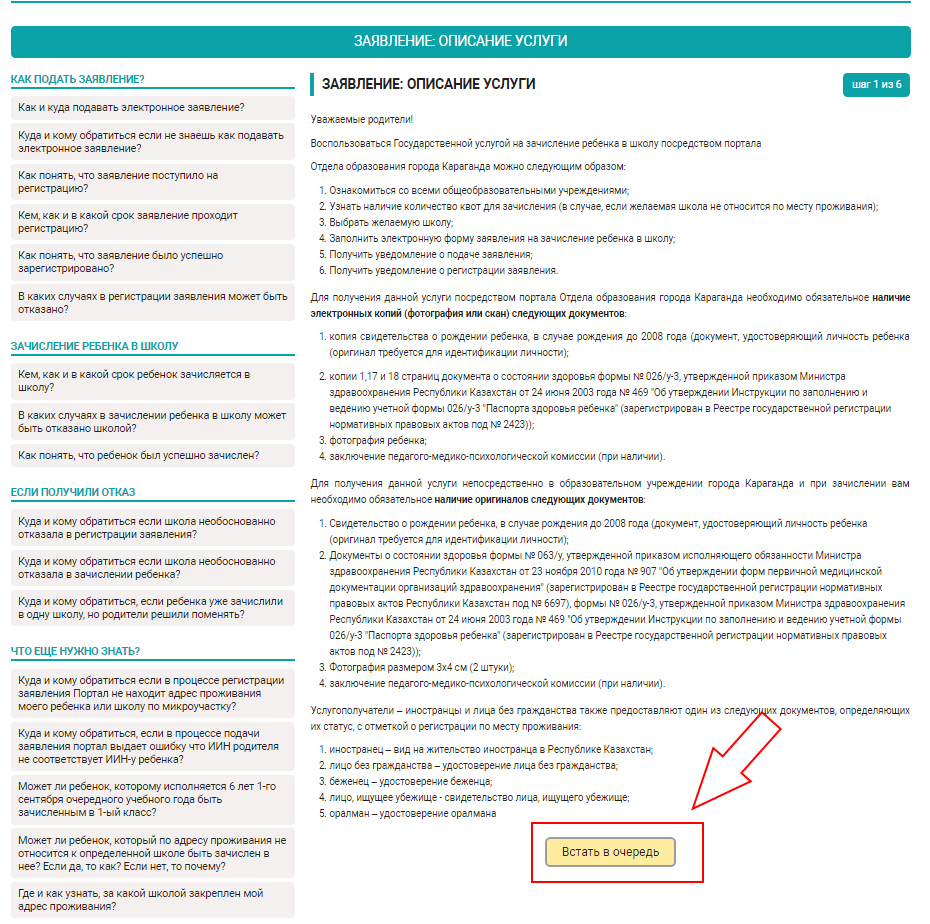 ЗАЯВЛЕНИЕ: ОПИСАНИЕ УСЛУГИ
КАК ПОДАТЬ ЗАЯВЛЕНИЕ?
Как и куда подавать электронное заявление?
Куда и кому обратиться если не знаешь как подавать
электронное заявление?
Как понять, что заявление поступило на
регистрацию?
Кем, как и в какой срок заявление проходит
регистрацию?
Как понять, что заявление было успешно
зарегистрировано?
В каких случаях в регистрации заявления может быть
отказано?
ЗАЧИСЛЕНИЕ РЕБЕНКА В ШКОЛУ
Кем, как и в какой срок ребенок зачисляется в
школу?
В каких случаях в зачислении ребенка в школу может
быть отказано школой?
Как понять, что ребенок был успешно зачислен?
ЕСЛИ ПОЛУЧИЛИ ОТКАЗ
Куда и кому обратиться если школа необоснованно
отказала в регистрации заявления?
Куда и кому обратиться если школа необоснованно
отказала в зачислении ребенка?
Куда и кому обратиться, если ребенка уже зачислили
в одну школу, но родители решили поменять?
ЧТО ЕЩЕ НУЖНО ЗНАТЬ?
Куда и кому обратиться если в процессе регистрации
заявления Портал не находит адрес проживания
моего ребенка или школу по микроучастку?
Куда и кому обратиться, если в процессе подачи
заявления портал выдает ошибку что ИИН родителя
не соответствует ИИН-у ребенка?
Может ли ребенок, которому исполняется 6 лет 1-го
сентября очередного учебного года быть
зачисленным в 1-ый класс?
Может ли ребенок, который по адресу проживания не
относится к определенной школе быть зачислен в
нее? Если да, то как? Если нет, то почему?
Где и как узнать, за какой школой закреплен мой
адрес проживания?
ЗАЯВЛЕНИЕ: ОПИСАНИЕ УСЛУГИ
шаг 1 из 6
Уважаемые родители!
Воспользоваться Государственной услугой на зачисление ребенка в школу посредством портала
Отдела образования города Караганда можно следующим образом:
1. Ознакомиться со всеми общеобразовательными учреждениями;
2. Узнать наличие количество квот для зачисления (в случае, если желаемая школа не относится по месту проживания);
3. Выбрать желаемую школу;
4. Заполнить электронную форму заявления на зачисление ребенка в школу;
5. Получить уведомление о подаче заявления;
6. Получить уведомление о регистрации заявления.
Для получения данной услуги посредством портала Отдела образования города Караганда необходимо обязательное наличие
электронных копий (фотография или скан) следующих документов:
1. копия свидетельства о рождении ребенка, в случае рождения до 2008 года (документ, удостоверяющий личность ребенка
(оригинал требуется для идентификации личности);
2. копии 1,17 и 18 страниц документа о состоянии здоровья формы № 026/у-3, утвержденной приказом Министра
здравоохранения Республики Казахстан от 24 июня 2003 года № 469 "Об утверждении Инструкции по заполнению и
ведению учетной формы 026/у-3 "Паспорта здоровья ребенка" (зарегистрирован в Реестре государственной регистрации
нормативных правовых актов под № 2423));
3. фотография ребенка;
4. заключение педагого-медико-психологической комиссии (при наличии).
Для получения данной услуги непосредственно в образовательном учреждении города Караганда и при зачислении вам
необходимо обязательное наличие оригиналов следующих документов:
1. Свидетельство о рождении ребенка, в случае рождения до 2008 года (документ, удостоверяющий личность ребенка
(оригинал требуется для идентификации личности);
2. Документы о состоянии здоровья формы № 063/у, утвержденной приказом исполняющего обязанности Министра
здравоохранения Республики Казахстан от 23 ноября 2010 года № 907 "Об утверждении форм первичной медицинской
документации организаций здравоохранения" (зарегистрирован в Реестре государственной регистрации нормативных
правовых актов Республики Казахстан под № 6697), формы № 026/у-3, утвержденной приказом Министра здравоохранения
Республики Казахстан от 24 июня 2003 года № 469 "Об утверждении Инструкции по заполнению и ведению учетной формы
026/у-3 "Паспорта здоровья ребенка" (зарегистрирован в Реестре государственной регистрации нормативных правовых
актов под № 2423));
3. Фотография размером 3х4 см (2 штуки);
4. заключение педагого-медико-психологической комиссии (при наличии).
Услугополучатели – иностранцы и лица без гражданства также предоставляют один из следующих документов, определяющих
их статус, с отметкой о регистрации по месту проживания:
1. иностранец – вид на жительство иностранца в Республике Казахстан;
2. лицо без гражданства – удостоверение лица без гражданства;
3. беженец – удостоверение беженца;
4. лицо, ищущее убежище - свидетельство лица, ищущего убежище;
5. оралман – удостоверение оралмана
Встать в очередь